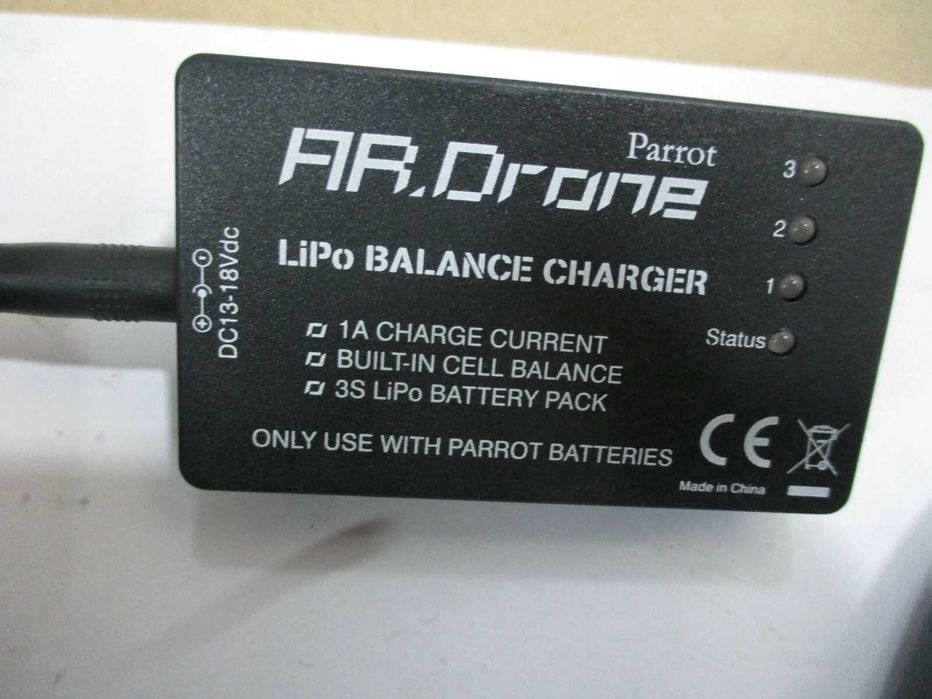 Parrot
AR.Drone
LiPo BALANCE CHARGER
1A CHARGE CURRENT
BUILT-IN CELL BALANCE
3S LiPo BATTERY PACK
ONLY USE WITH PARROT BATTERIES
DC13-18Vdc
3
2
1
Status
CE
Made in China